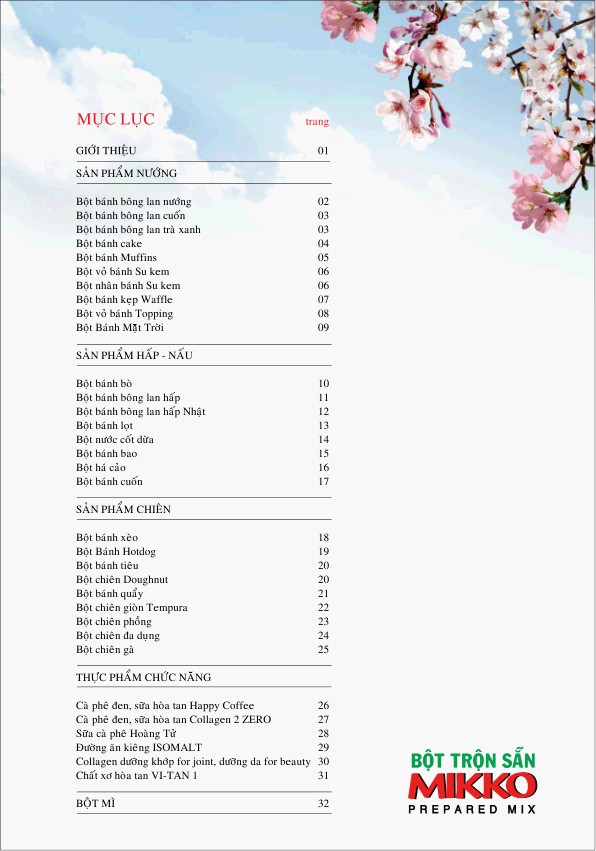 MỤC LỤC trang
GIỚI THIỆU 01
SẢN PHẨM NƯỚNG
Bột bánh bông lan nướng 02
Bột bánh bông lan cuốn 03
Bột bánh bông lan trà xanh 03
Bột bánh cake 04
Bột bánh Muffins 05
Bột vỏ bánh Su kem 06
Bột nhân bánh Su kem 06
Bột bánh kẹp Waffle 07
Bột vỏ bánh Topping 08
Bột Bánh Mặt Trời 09
SẢN PHẨM HẤP - NẤU
Bột bánh bò 10
Bột bánh bông lan hấp 11
Bột bánh bông lan hấp Nhật 12
Bột bánh lọt 13
Bột nước cốt dừa 14
Bột bánh bao 15
Bột há cảo 16
Bột bánh cuốn 17
SẢN PHẨM CHIÊN
Bột bánh xèo 18
Bột Bánh Hotdog 19
Bột bánh tiêu 20
Bột chiên Doughnut 20
Bột bánh quẩy 21
Bột chiên giòn Tempura 22
Bột chiên phồng 23
Bột chiên đa dụng 24
Bột chiên gà 25
THỰC PHẨM CHỨC NĂNG
Cà phê đen, sữa hòa tan Happy Coffee 26
Cà phê đen, sữa hòa tan Collagen 2 ZERO 27
Sữa cà phê Hoàng Tử 28
Đường ăn kiêng ISOMALT 29
Collagen dưỡng khớp for joint, dưỡng da for beauty 30
Chất xơ hòa tan VI-TAN 1 31
BỘT MÌ 32
BỘT TRỘN SẴN
MIKKO
PREPARED MIX